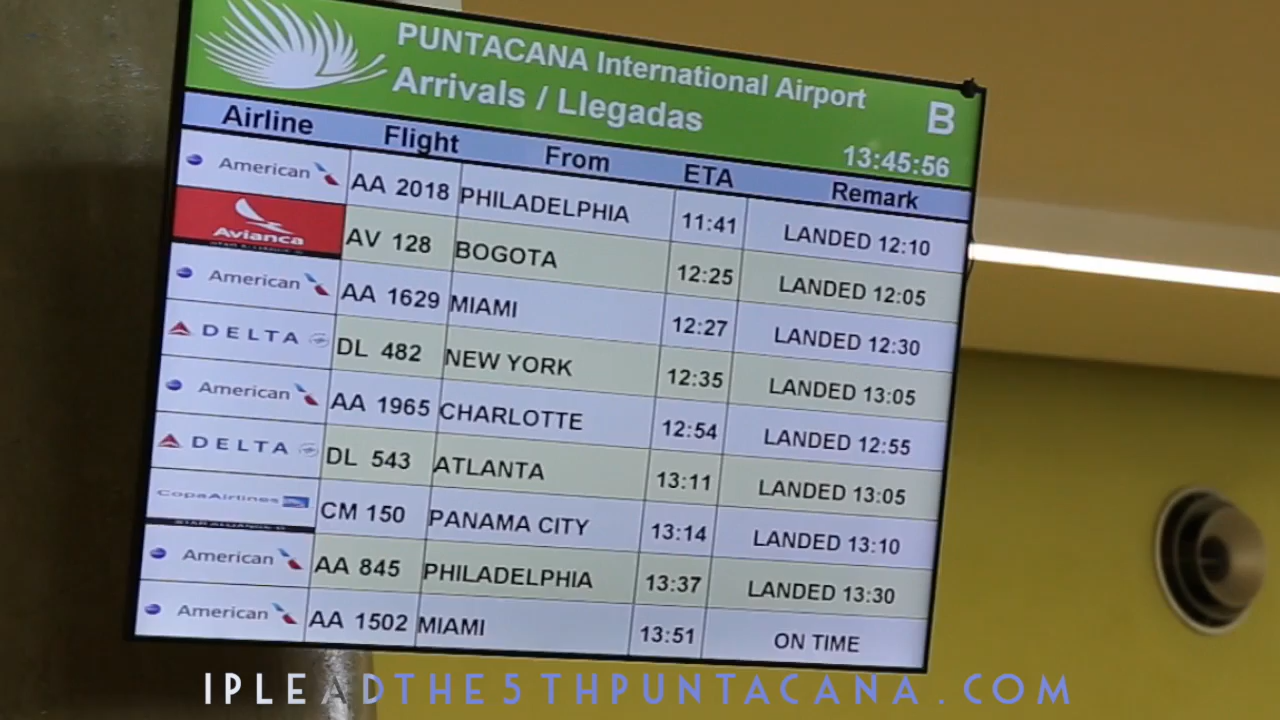 PUNTACANA International Airport
Arrivals / Llegadas
B
13:45:56
Airline Flight From ETA Remark
American AA 2018 PHILADELPHIA 11:41 LANDED 12:10
Avianca AV 128 BOGOTA 12:25 LANDED 12:05
American AA 1629 MIAMI 12:27 LANDED 12:30
DELTA DL 482 NEW YORK 12:35 LANDED 13:05
American AA 1965 CHARLOTTE 12:54 LANDED 12:55
DELTA DL 543 ATLANTA 13:11 LANDED 13:05
CopaAirlines CM 150 PANAMA CITY 13:14 LANDED 13:10
American AA 845 PHILADELPHIA 13:37 LANDED 13:30
American AA 1502 MIAMI 13:51 ON TIME
IPLEADTHE5THPUNTACANA.COM